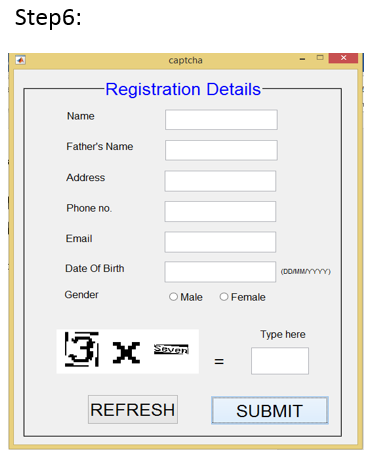 Step6:
captcha
Registration Details
Name
Father's Name
Address
Phone no.
Email
Date Of Birth (DD/MM/YYYY)
Gender Male Female
Type here
3 x Seven =
REFRESH SUBMIT